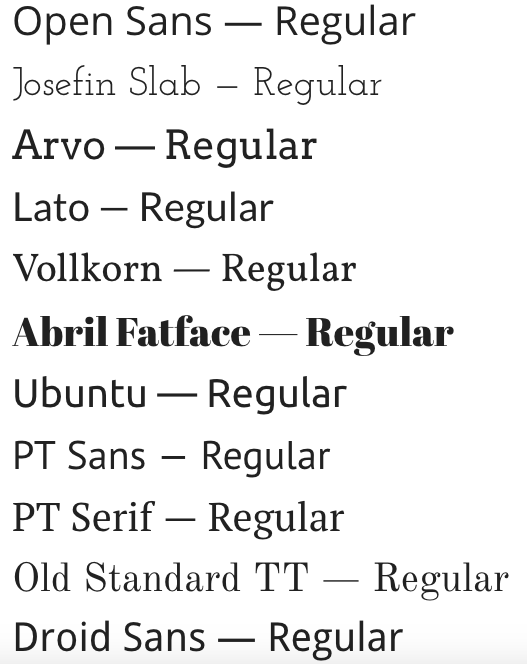 Open Sans — Regular
Josefin Slab – Regular
Arvo — Regular
Lato — Regular
Vollkorn — Regular
Abril Fatface — Regular
Ubuntu — Regular
PT Sans — Regular
PT Serif — Regular
Old Standard TT — Regular
Droid Sans — Regular